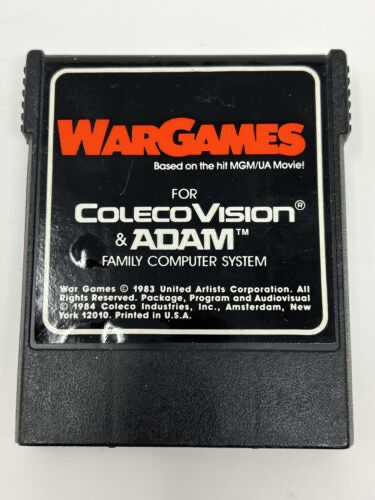 WARGAMES
Based on the hit MGM/UA Movie!
FOR
COLECOVISION®
& ADAM™
FAMILY COMPUTER SYSTEM
War Games © 1983 United Artists Corporation. All
Rights Reserved. Package, Program and Audiovisual
© 1984 Coleco Industries, Inc., Amsterdam, New
York 12010. Printed in U.S.A.